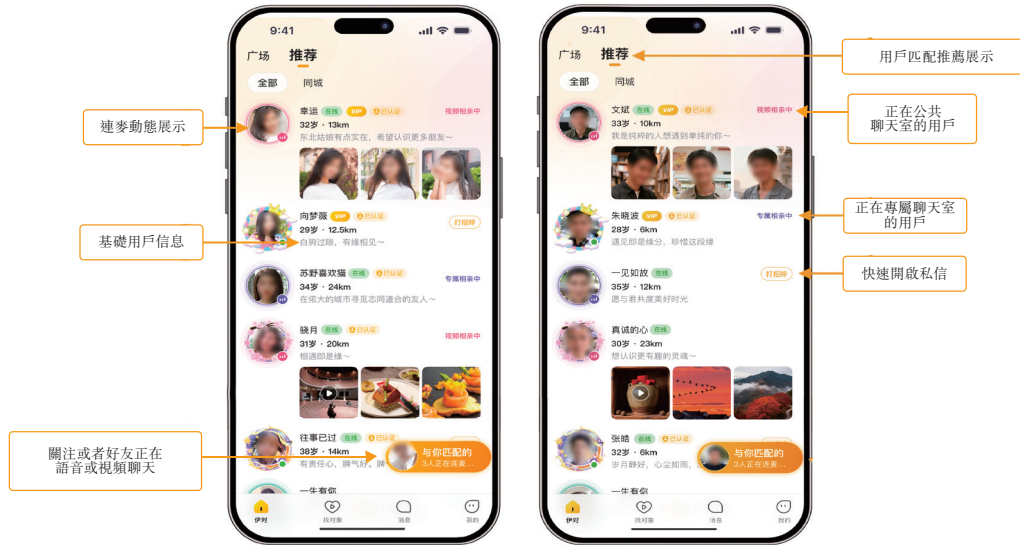 9:41
广场 推荐
全部 同城
幸运 在线 VIP 已认证 视频相亲中
32岁 · 13km
东北姑娘有点实在，希望认识更多朋友～
向梦薇 VIP 已认证 打招呼
29岁 · 12.5km
白驹过隙，有缘相见～
苏野喜欢猫 在线 已认证 专属相亲中
34岁 · 24km
在偌大的城市寻觅志同道合的友人～
骁月 在线 已认证 视频相亲中
31岁 · 20km
相遇即是缘～
往事已过 在线 已认证
38岁 · 14km
有责任心，脾气好。脾
与你匹配的
3人正在连麦...
一生有你
伊对 找对象 消息 我的
連麥動態展示
基礎用戶信息
關注或者好友正在
語音或視頻聊天
9:41
广场 推荐
全部 同城
文斌 在线 VIP 已认证 视频相亲中
33岁 · 10km
我是纯粹的人想遇到单纯的你～
朱晓波 VIP 已认证 专属相亲中
28岁 · 6km
遇见即是缘分，珍惜这段缘
一见如故 在线 打招呼
35岁 · 12km
愿与君共度美好时光
真诚的心 在线
30岁 · 23km
想认识更有趣的灵魂～
张皓 在线 已认证
32岁 · 6km
岁月静好，心尘如雨，
与你匹配的
3人正在连麦...
一生有你
伊对 找对象 消息 我的
用戶匹配推薦展示
正在公共
聊天室的用戶
正在專屬聊天室
的用戶
快速開啟私信